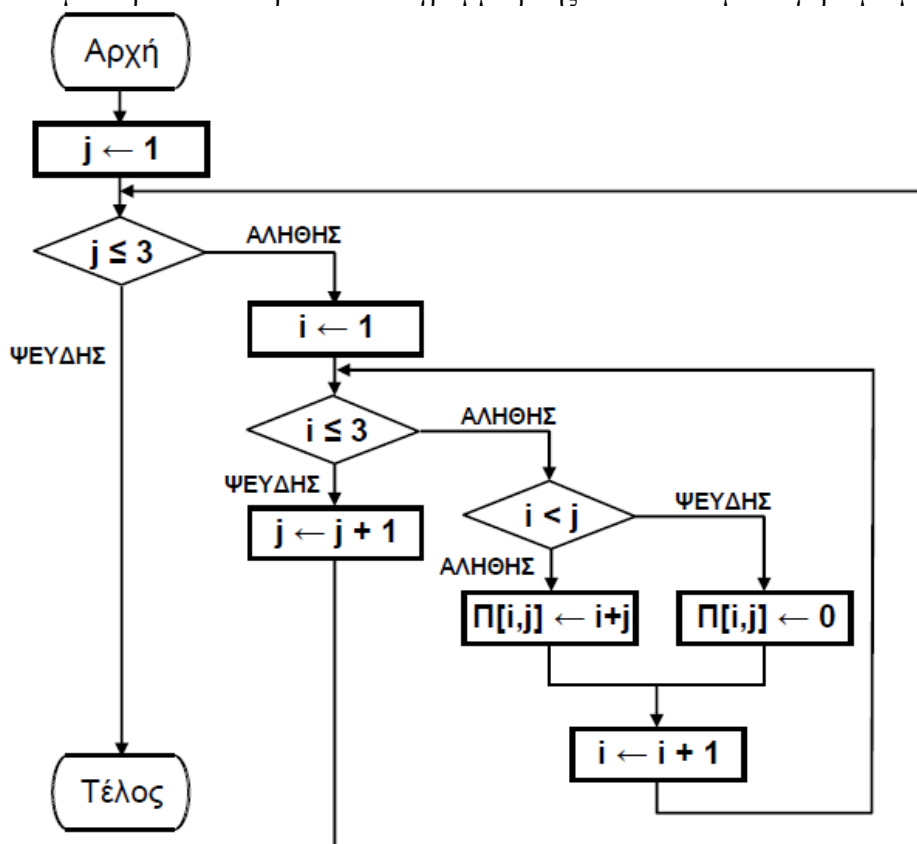 Αρχή
j ← 1
j ≤ 3
ΑΛΗΘΗΣ
i ← 1
ΨΕΥΔΗΣ
i ≤ 3
ΑΛΗΘΗΣ
ΨΕΥΔΗΣ
i < j
ΨΕΥΔΗΣ
j ← j + 1
ΑΛΗΘΗΣ
Π[i,j] ← i+j
Π[i,j] ← 0
i ← i + 1
Τέλος